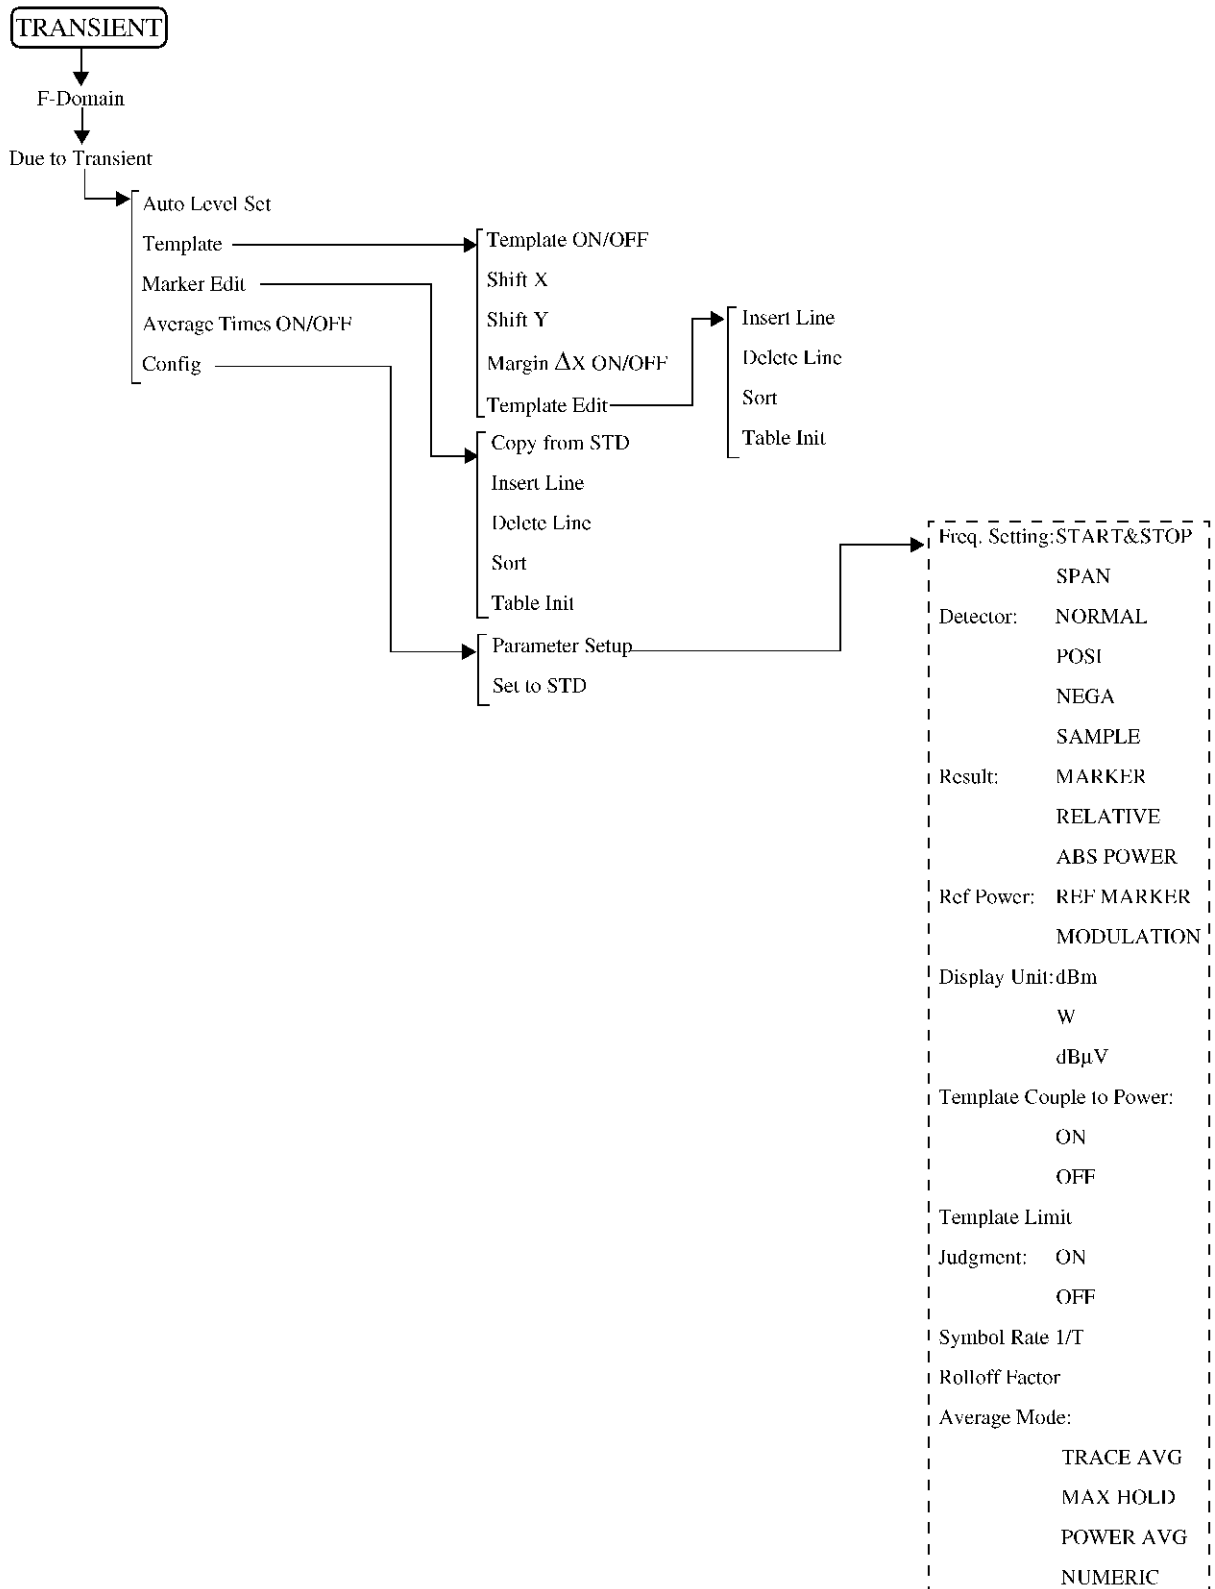 TRANSIENT
F-Domain
Due to Transient
Auto Level Set
Template
Marker Edit
Average Times ON/OFF
Config
Template ON/OFF
Shift X
Shift Y
Margin ΔX ON/OFF
Template Edit
Insert Line
Delete Line
Sort
Table Init
Copy from STD
Insert Line
Delete Line
Sort
Table Init
Parameter Setup
Set to STD
Freq. Setting: START&STOP
SPAN
Detector: NORMAL
POSI
NEGA
SAMPLE
Result: MARKER
RELATIVE
ABS POWER
Ref Power: REF MARKER
MODULATION
Display Unit: dBm
W
dBµV
Template Couple to Power:
ON
OFF
Template Limit
Judgment: ON
OFF
Symbol Rate 1/T
Rolloff Factor
Average Mode:
TRACE AVG
MAX HOLD
POWER AVG
NUMERIC